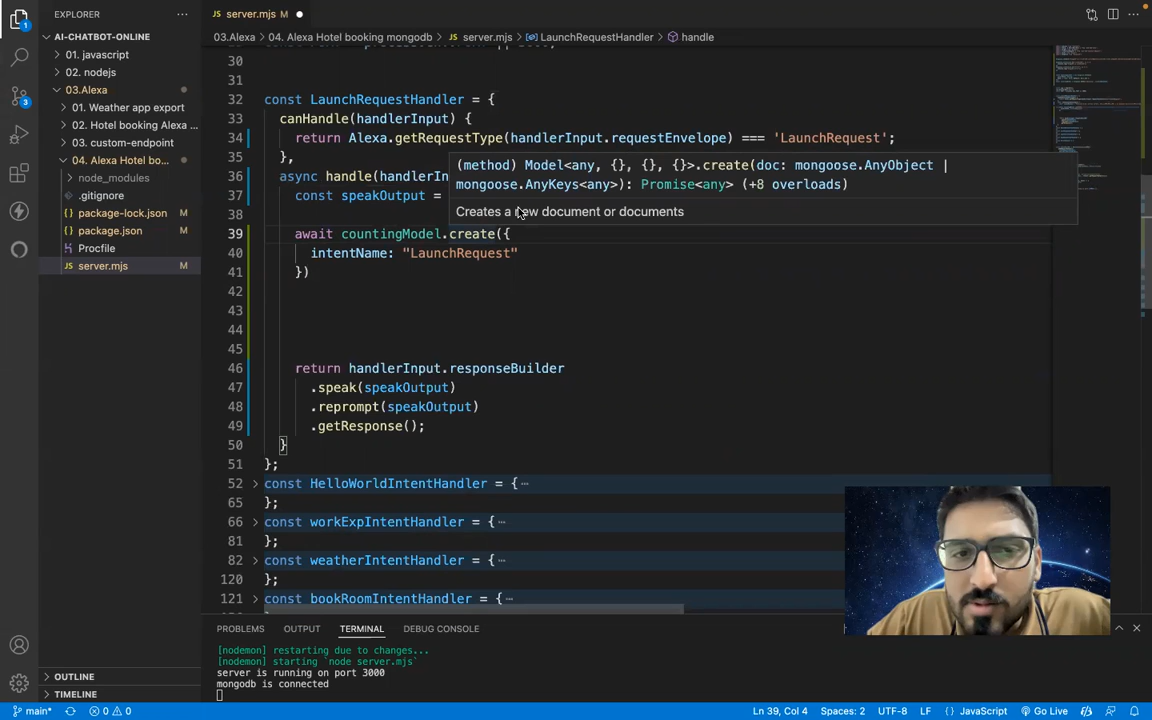 EXPLORER
···
JS server.mjs M
···
AI-CHATBOT-ONLINE
03.Alexa > 04. Alexa Hotel booking mongodb > JS server.mjs > LaunchRequestHandler > handle
01. javascript
02. nodejs
03.Alexa
01. Weather app export
02. Hotel booking Alexa ...
03. custom-endpoint
04. Alexa Hotel bo...
node_modules
.gitignore
package-lock.json M
package.json M
Procfile
JS server.mjs M
30
31
32 const LaunchRequestHandler = {
33 canHandle(handlerInput) {
34 return Alexa.getRequestType(handlerInput.requestEnvelope) === 'LaunchRequest';
35 },
(method) Model<any, {}, {}, {}>.create(doc: mongoose.AnyObject |
36 async handle(handlerIn
mongoose.AnyKeys<any>): Promise<any> (+8 overloads)
37 const speakOutput =
38
Creates a new document or documents
39 await countingModel.create({
40 intentName: "LaunchRequest"
41 })
42
43
44
45
46 return handlerInput.responseBuilder
47 .speak(speakOutput)
48 .reprompt(speakOutput)
49 .getResponse();
50 }
51 };
52 const HelloWorldIntentHandler = {···
65 };
66 const workExpIntentHandler = {···
81 };
82 const weatherIntentHandler = {···
120 };
121 const bookRoomIntentHandler = {···
PROBLEMS OUTPUT TERMINAL DEBUG CONSOLE
[nodemon] restarting due to changes...
[nodemon] starting `node server.mjs`
server is running on port 3000
mongodb is connected
OUTLINE
TIMELINE
1
3
main* 0 0 Ln 39, Col 4 Spaces: 2 UTF-8 LF {} JavaScript Go Live